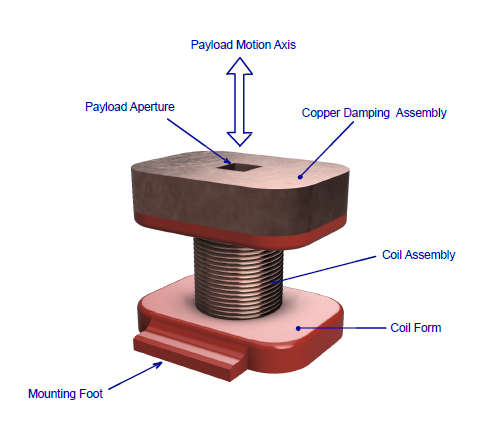 Payload Motion Axis
Payload Aperture
Copper Damping Assembly
Coil Assembly
Coil Form
Mounting Foot